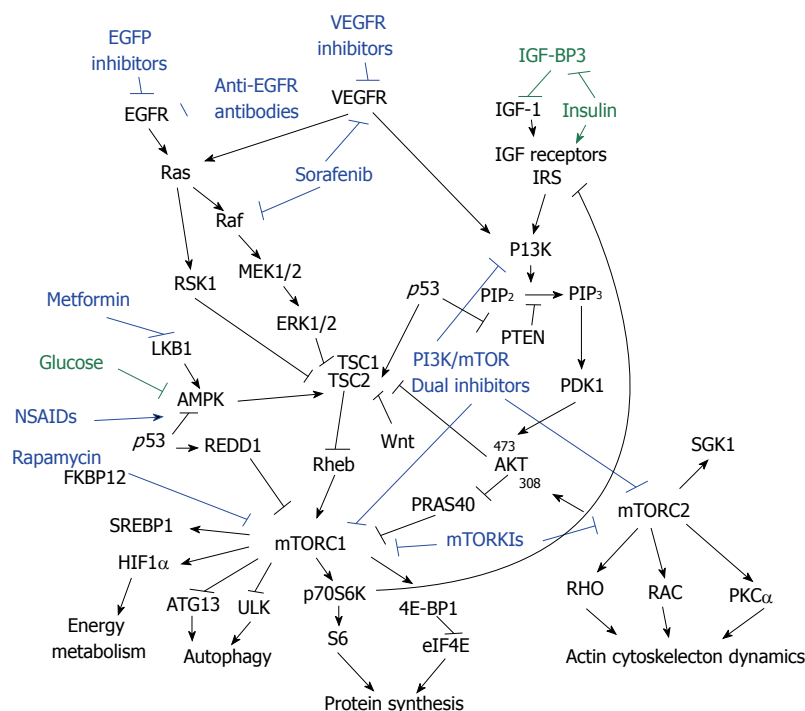 EGFP
inhibitors
VEGFR
inhibitors
IGF-BP3
Anti-EGFR
antibodies
EGFR
VEGFR
IGF-1
Insulin
IGF receptors
IRS
Ras
Sorafenib
Raf
P13K
MEK1/2
RSK1
p53
PIP2
PIP3
Metformin
ERK1/2
PTEN
LKB1
TSC1
TSC2
PI3K/mTOR
Dual inhibitors
Glucose
PDK1
AMPK
NSAIDs
p53
REDD1
Wnt
473
AKT
308
SGK1
Rapamycin
FKBP12
Rheb
PRAS40
mTORC2
SREBP1
mTORC1
mTORKIs
HIF1α
RHO
RAC
PKCα
ATG13
ULK
p70S6K
4E-BP1
Energy
metabolism
S6
eIF4E
Autophagy
Actin cytoskelecton dynamics
Protein synthesis